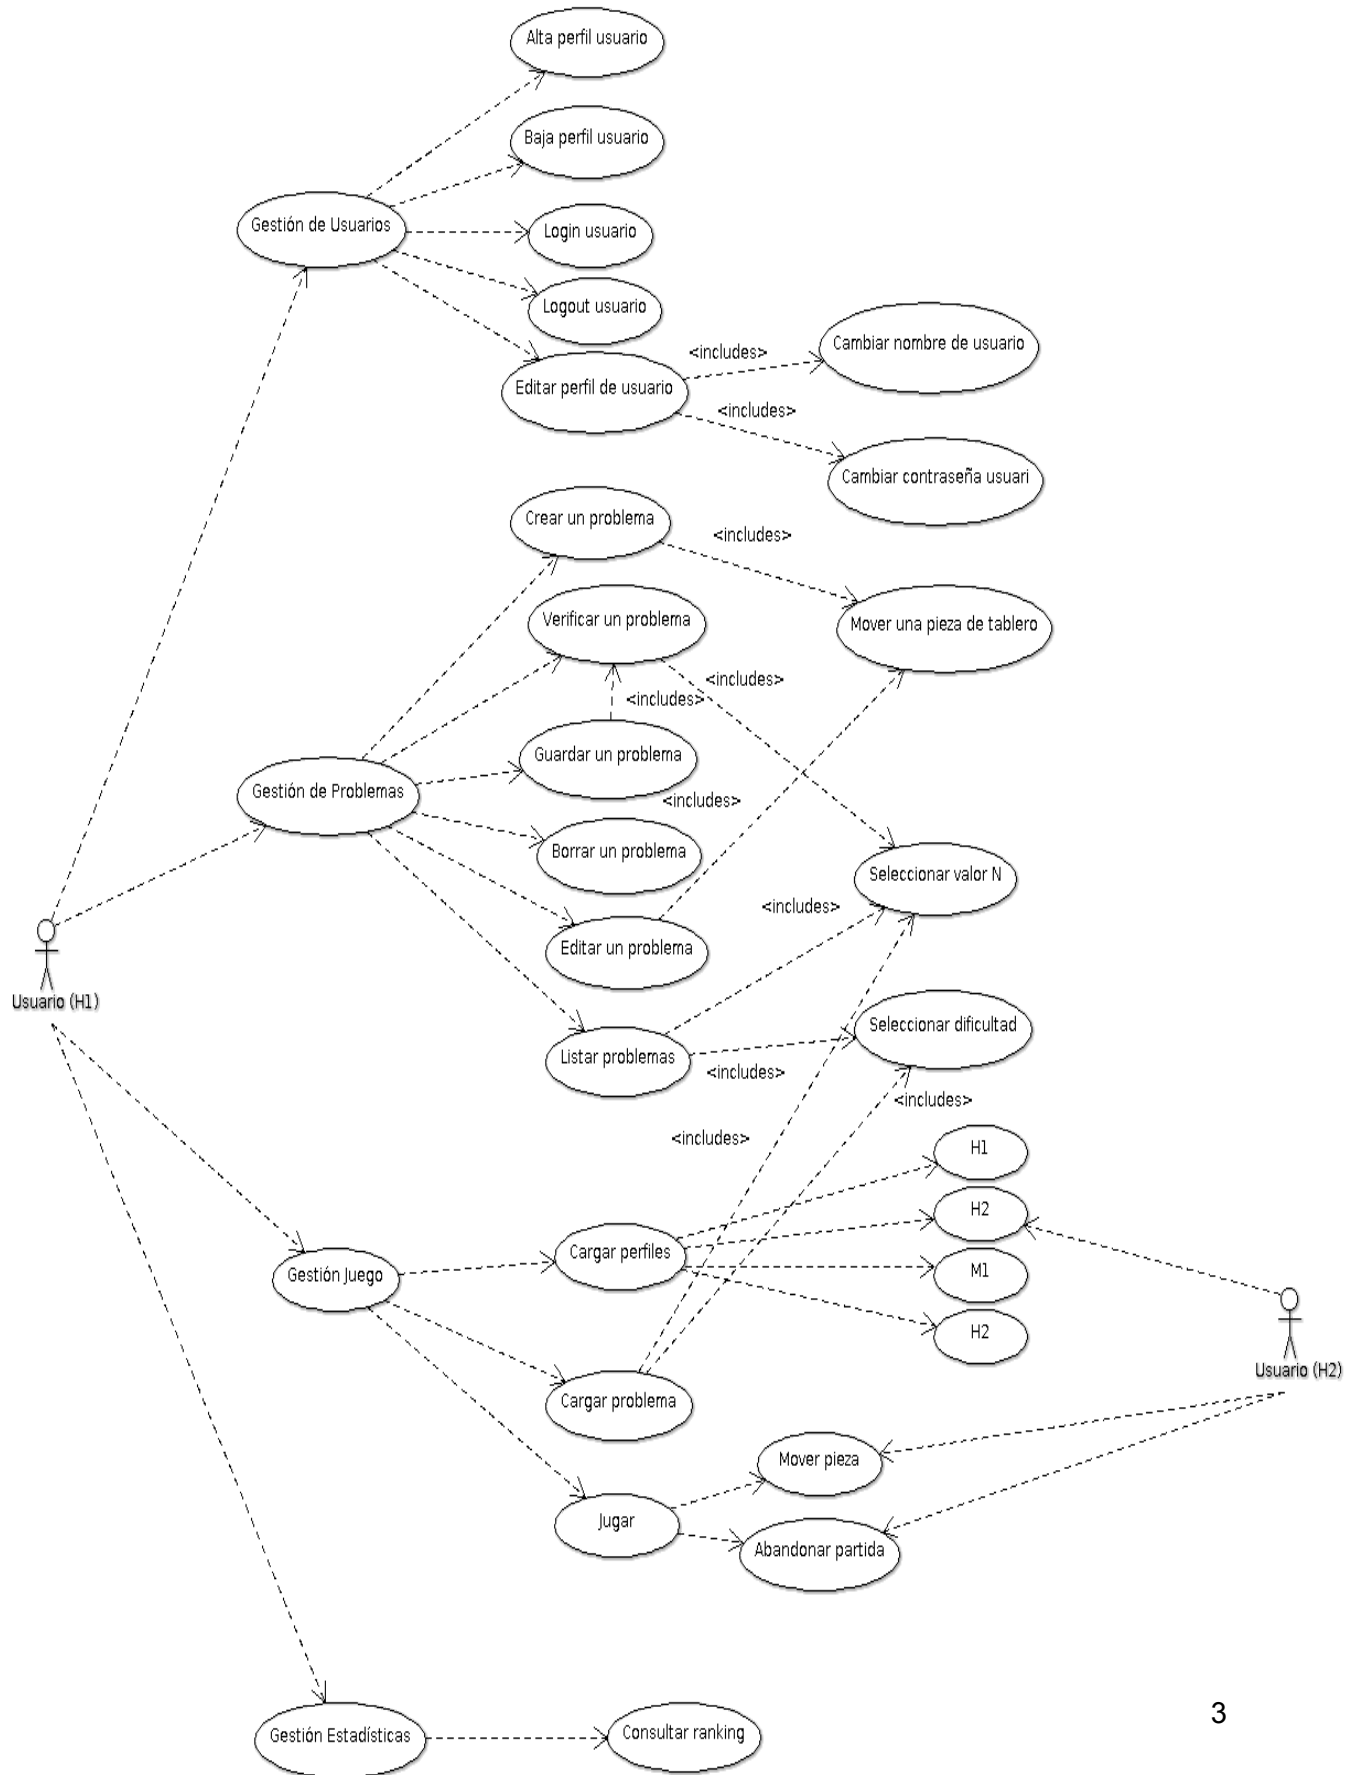 Alta perfil usuario
Baja perfil usuario
Gestión de Usuarios
Login usuario
Logout usuario
Cambiar nombre de usuario
<includes>
Editar perfil de usuario
<includes>
Cambiar contraseña usuari
Crear un problema
<includes>
Verificar un problema
Mover una pieza de tablero
<includes>
<includes>
Guardar un problema
Gestión de Problemas
<includes>
Borrar un problema
Seleccionar valor N
<includes>
Editar un problema
Usuario (H1)
Seleccionar dificultad
Listar problemas
<includes>
<includes>
<includes>
H1
H2
Cargar perfiles
M1
Gestión Juego
H2
Usuario (H2)
Cargar problema
Mover pieza
Jugar
Abandonar partida
3
Gestión Estadísticas
Consultar ranking